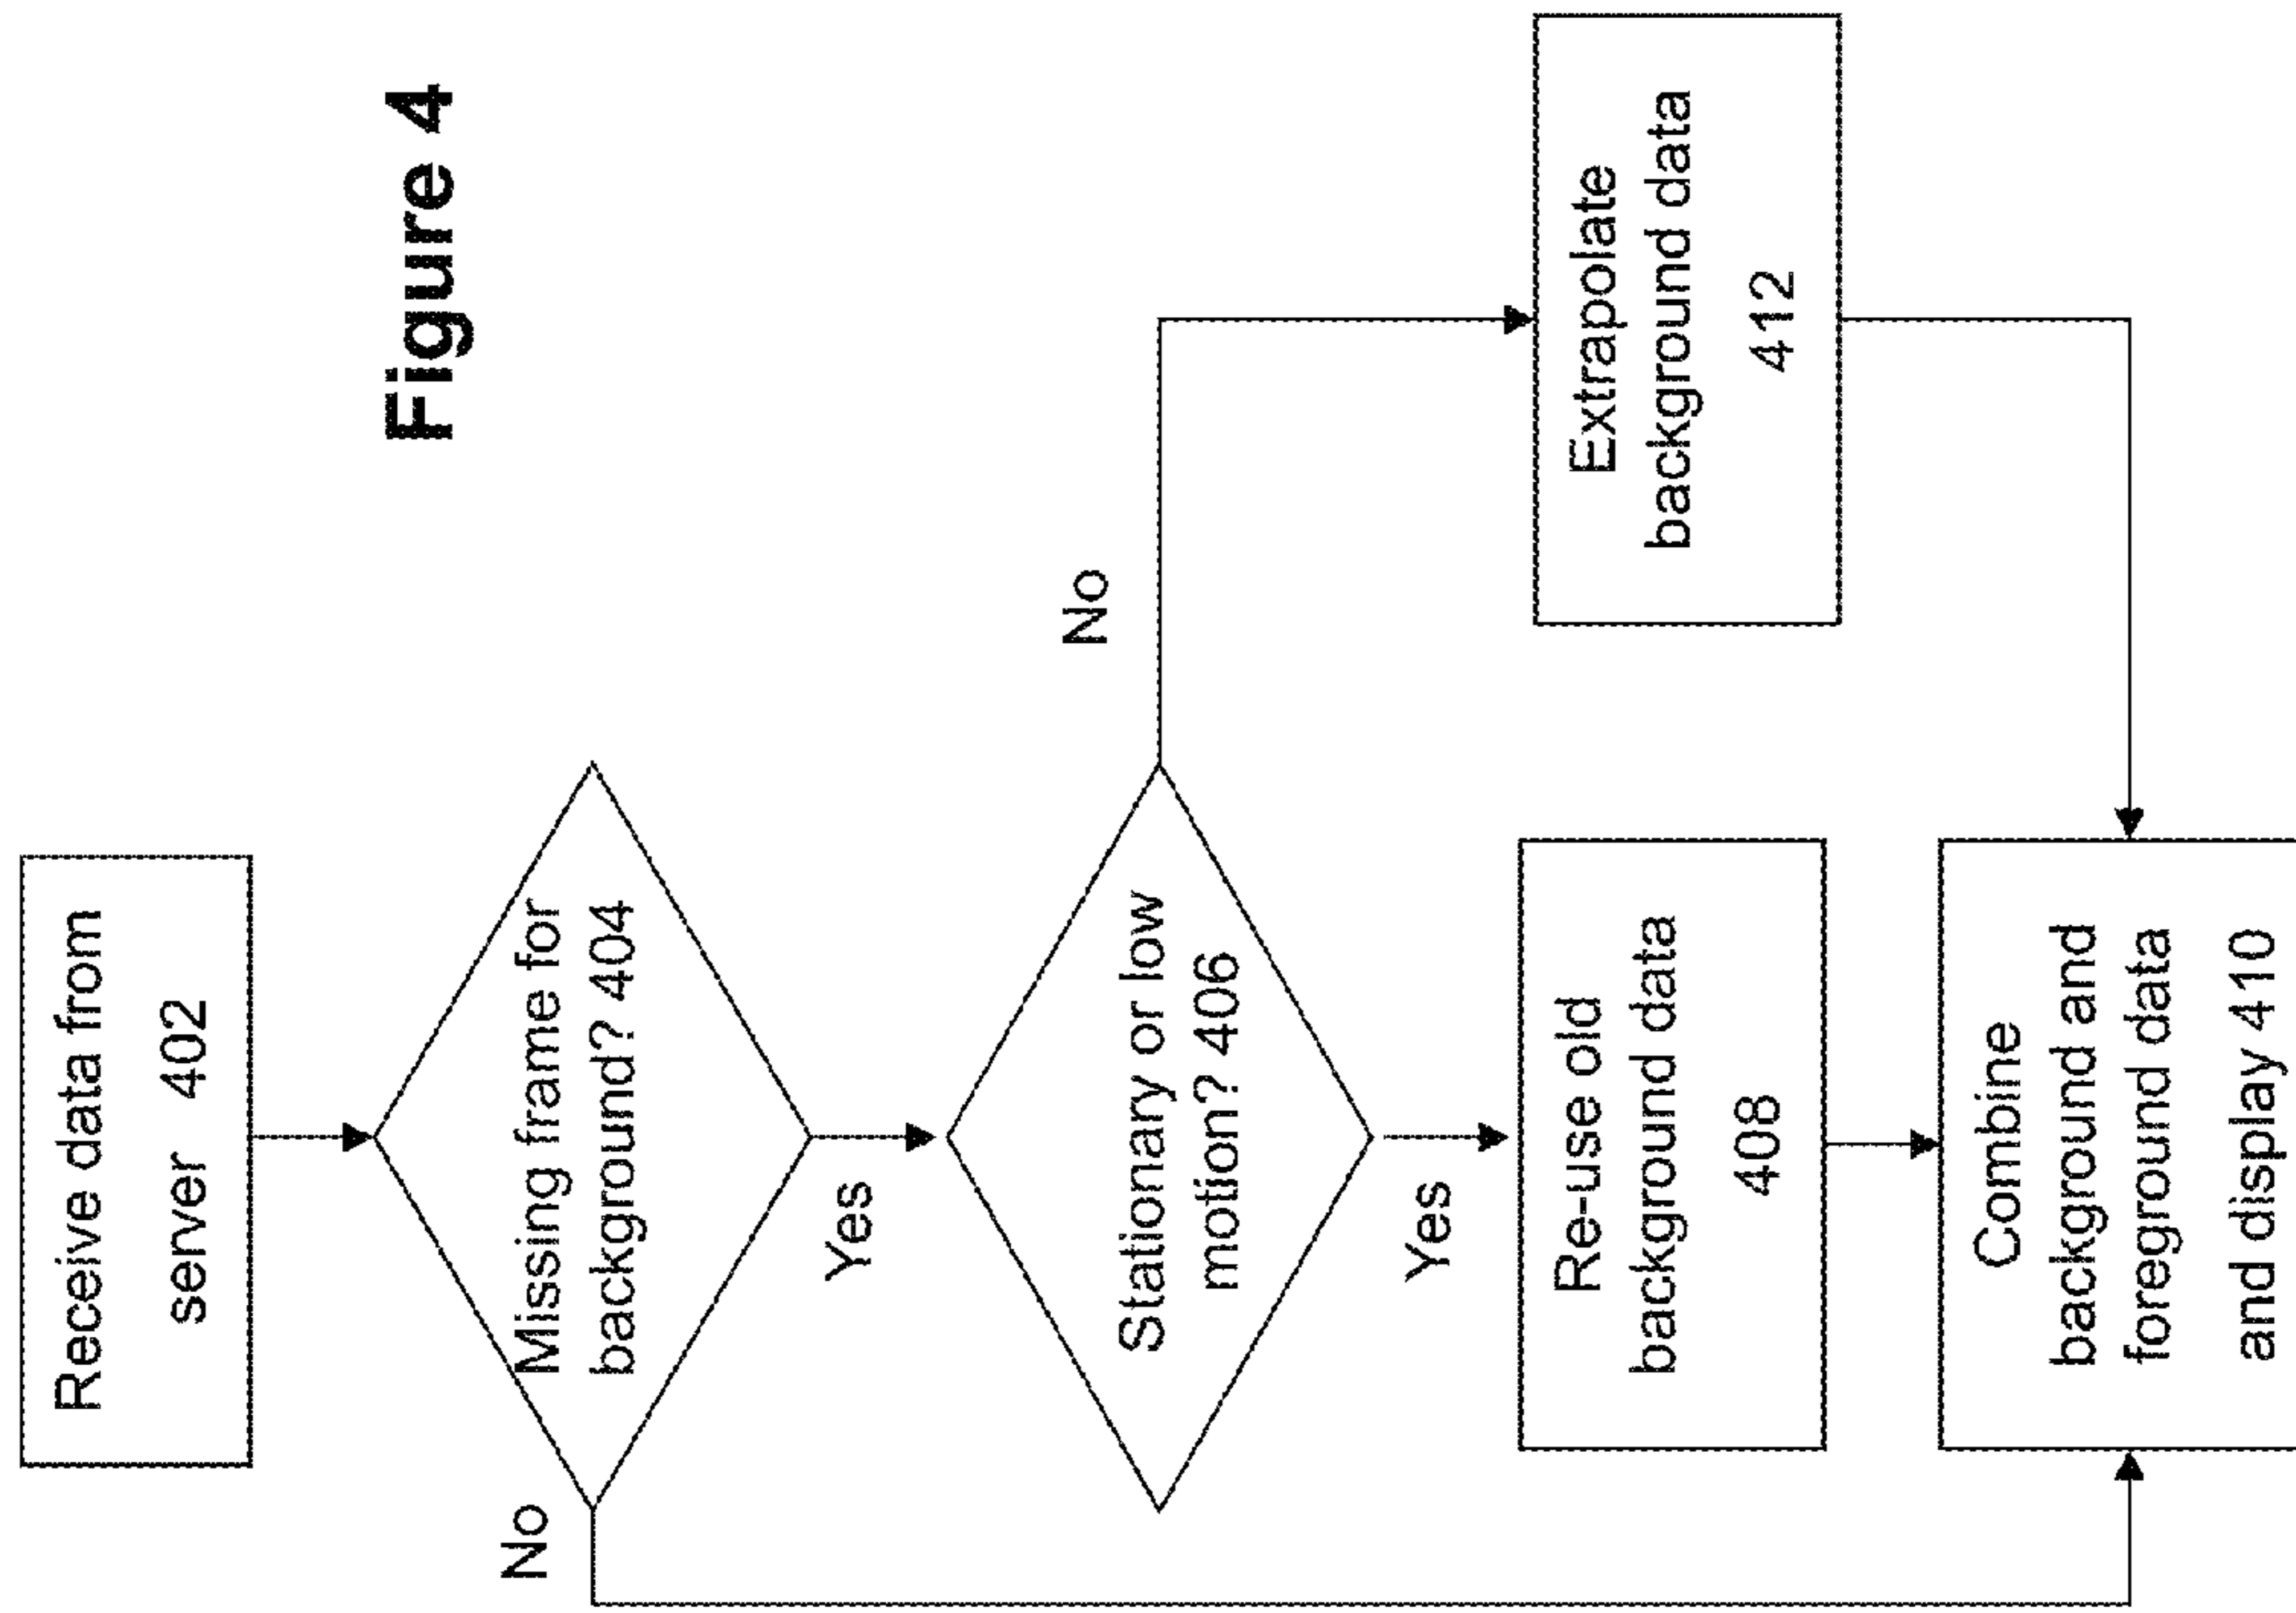 Figure 4
Receive data from
server 402
Missing frame for
background? 404
No
Yes
Stationary or low
motion? 406
No
Yes
Re-use old
background data
408
Extrapolate
background data
412
Combine
background and
foreground data
and display 410